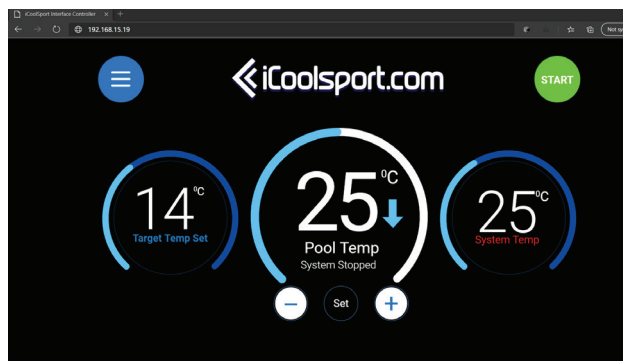 iCoolSport Interface Controller
192.168.15.19
Not sy
iCoolsport.com
START
14°C
Target Temp Set
25°C
Pool Temp
System Stopped
25°C
System Temp
Set